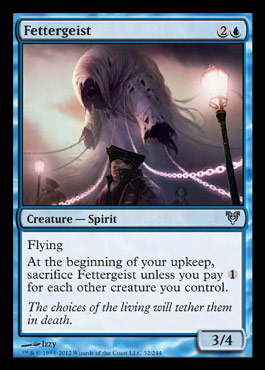 Fettergeist 2
Creature — Spirit
Flying
At the beginning of your upkeep,
sacrifice Fettergeist unless you pay 1
for each other creature you control.
The choices of the living will tether them
in death.
Izzy
™ & © 1993–2012 Wizards of the Coast LLC 52/244
3/4